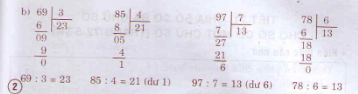 b) 69 | 3 85 | 4 97 | 7 78 | 6
6 23 8 21 7 13 6 13
09 05 27 18
9 4 21 18
0 1 6 0
2 69 : 3 = 23 85 : 4 = 21 (dư 1) 97 : 7 = 13 (dư 6) 78 : 6 = 13